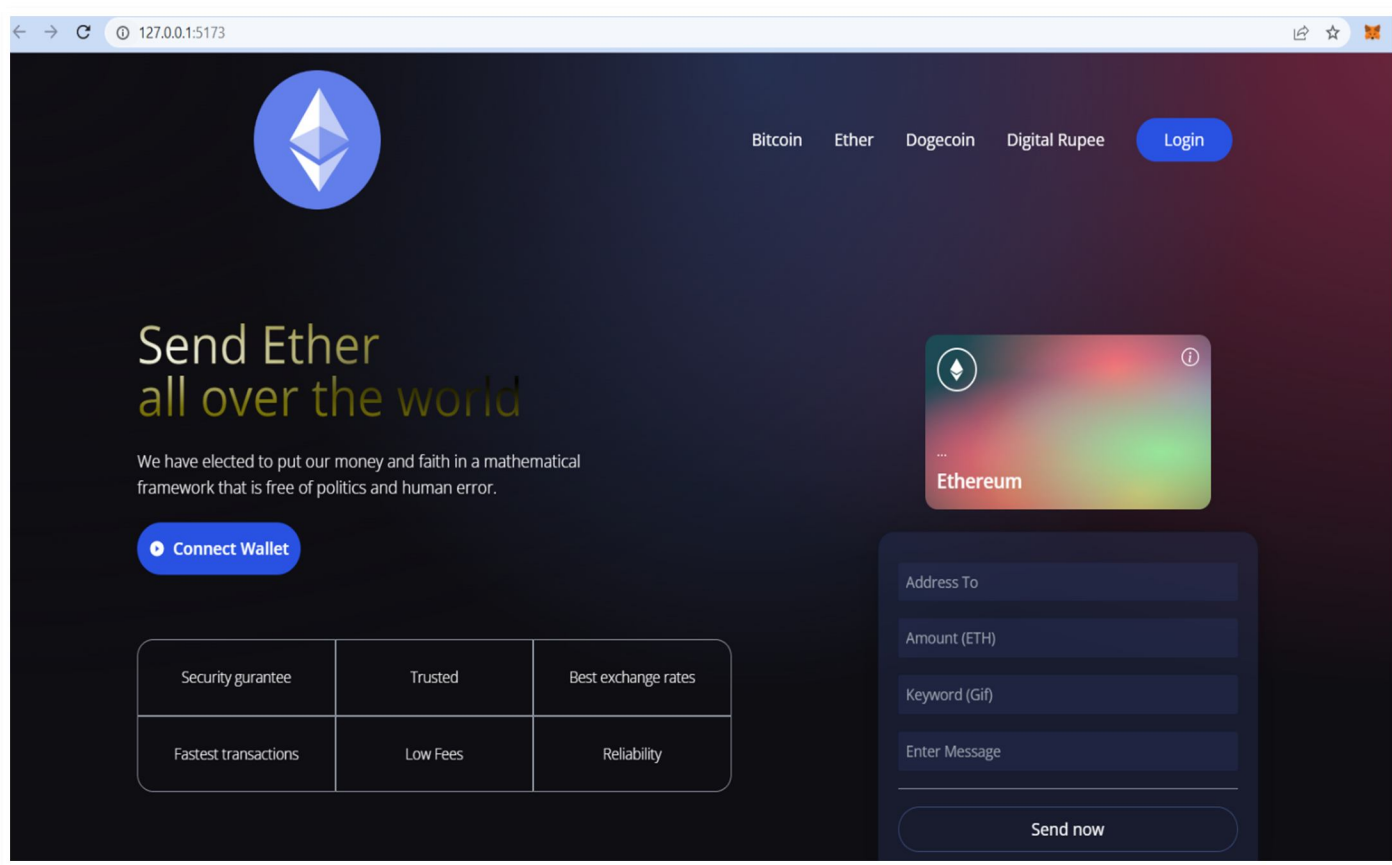 127.0.0.1:5173
Bitcoin Ether Dogecoin Digital Rupee Login
Send Ether
all over the world
We have elected to put our money and faith in a mathematical
framework that is free of politics and human error.
Connect Wallet
Security gurantee Trusted Best exchange rates
Fastest transactions Low Fees Reliability
...
Ethereum
Address To
Amount (ETH)
Keyword (Gif)
Enter Message
Send now